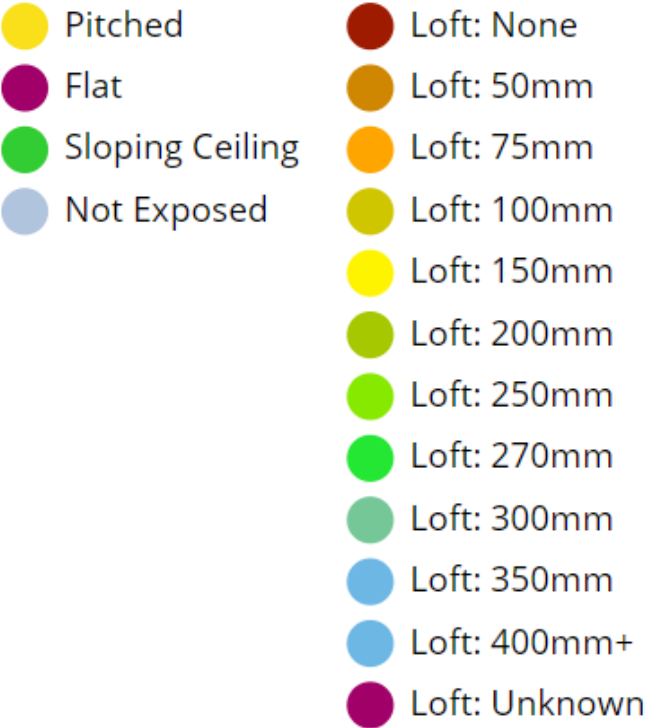 Pitched
Flat
Sloping Ceiling
Not Exposed
Loft: None
Loft: 50mm
Loft: 75mm
Loft: 100mm
Loft: 150mm
Loft: 200mm
Loft: 250mm
Loft: 270mm
Loft: 300mm
Loft: 350mm
Loft: 400mm+
Loft: Unknown